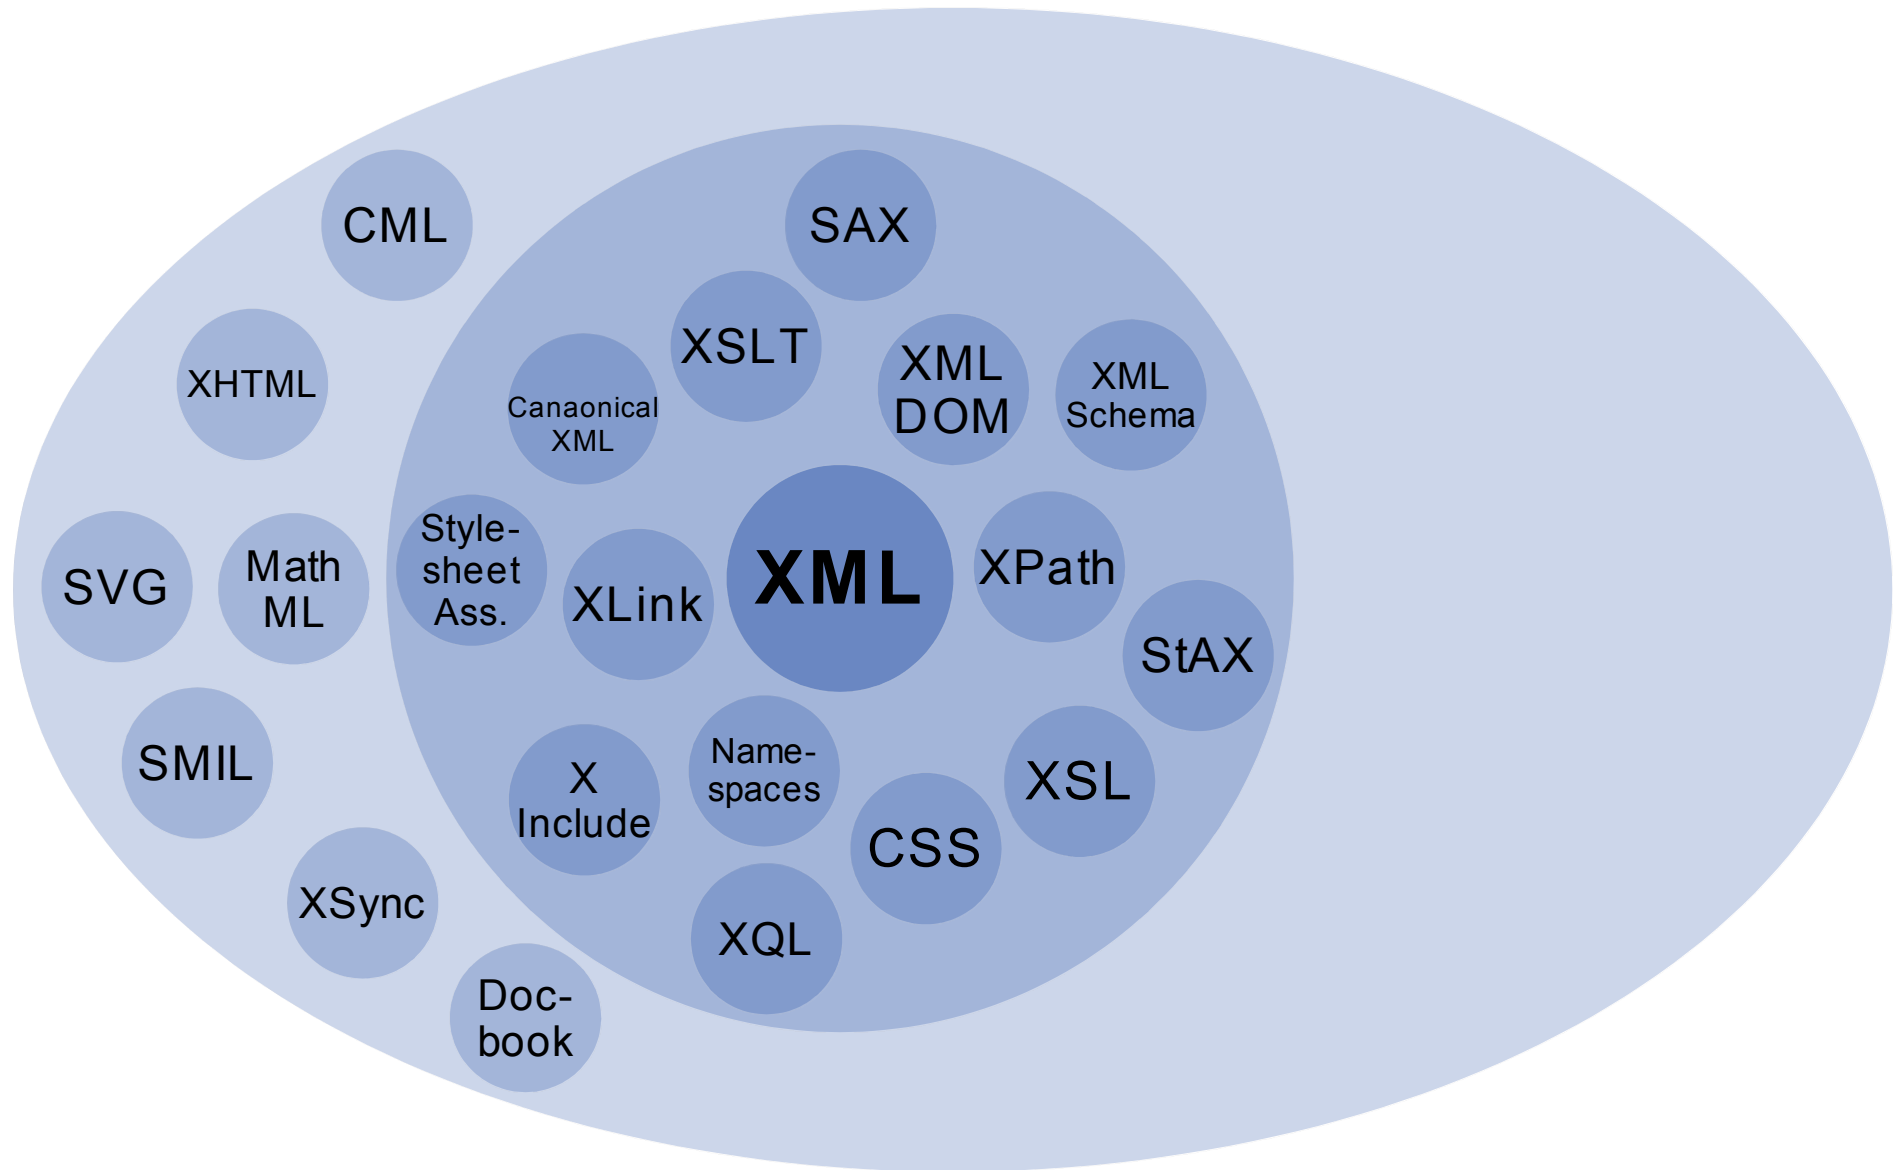 CML
SAX
XSLT
XHTML
Canaonical
XML
XML
DOM
XML
Schema
SVG
Math
ML
Style-
sheet
Ass.
XLink
XML
XPath
StAX
SMIL
X
Include
Name-
spaces
CSS
XSL
XSync
XQL
Doc-
book